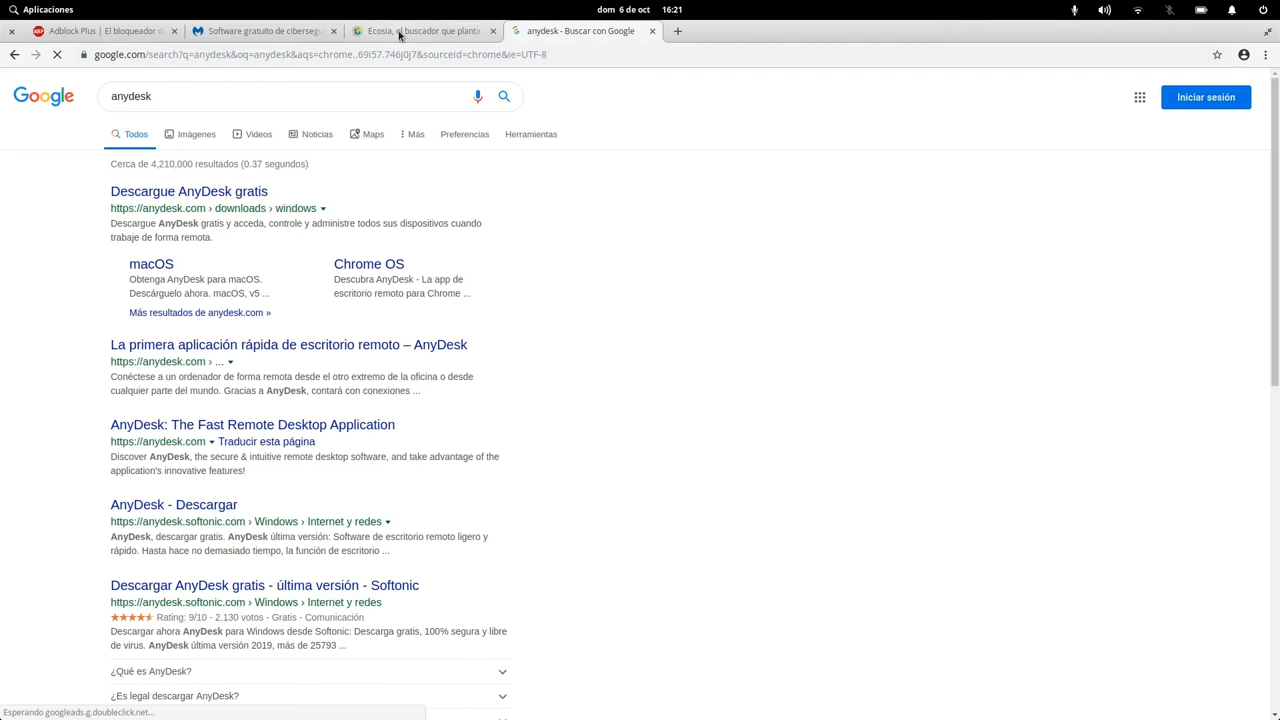 Aplicaciones
dom 6 de oct 16:21
Adblock Plus | El bloqueador d
Software gratuito de cibersegu
Ecosia, el buscador que planta
anydesk - Buscar con Google
google.com/search?q=anydesk&oq=anydesk&aqs=chrome..69i57.746j0j7&sourceid=chrome&ie=UTF-8
Google
anydesk
Iniciar sesión
Todos Imágenes Videos Noticias Maps Más Preferencias Herramientas
Cerca de 4,210,000 resultados (0.37 segundos)
Descargue AnyDesk gratis
https://anydesk.com › downloads › windows
Descargue AnyDesk gratis y acceda, controle y administre todos sus dispositivos cuando
trabaje de forma remota.
macOS
Obtenga AnyDesk para macOS.
Descárguelo ahora. macOS, v5 ...
Chrome OS
Descubra AnyDesk - La app de
escritorio remoto para Chrome ...
Más resultados de anydesk.com »
La primera aplicación rápida de escritorio remoto – AnyDesk
https://anydesk.com › ...
Conéctese a un ordenador de forma remota desde el otro extremo de la oficina o desde
cualquier parte del mundo. Gracias a AnyDesk, contará con conexiones ...
AnyDesk: The Fast Remote Desktop Application
https://anydesk.com Traducir esta página
Discover AnyDesk, the secure & intuitive remote desktop software, and take advantage of the
application's innovative features!
AnyDesk - Descargar
https://anydesk.softonic.com › Windows › Internet y redes
AnyDesk, descargar gratis. AnyDesk última versión: Software de escritorio remoto ligero y
rápido. Hasta hace no demasiado tiempo, la función de escritorio ...
Descargar AnyDesk gratis - última versión - Softonic
https://anydesk.softonic.com › Windows › Internet y redes
Rating: 9/10 - 2.130 votos - Gratis - Comunicación
Descargar ahora AnyDesk para Windows desde Softonic: Descarga gratis, 100% segura y libre
de virus. AnyDesk última versión 2019, más de 25793 ...
¿Qué es AnyDesk?
¿Es legal descargar AnyDesk?
Esperando googleads.g.doubleclick.net...